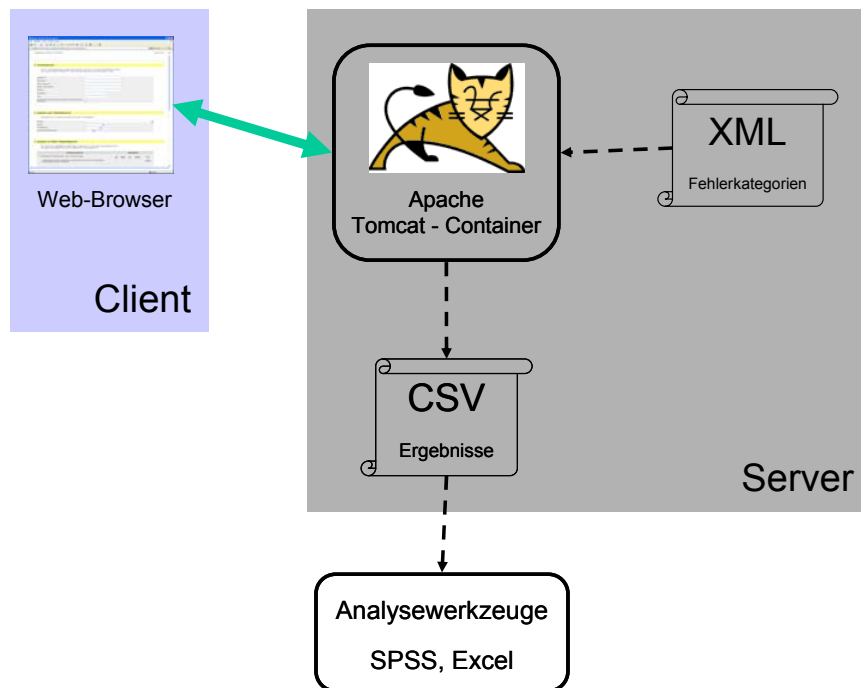 Web-Browser
Client
Apache
Tomcat - Container
XML
Fehlerkategorien
CSV
Ergebnisse
Server
Analysewerkzeuge
SPSS, Excel